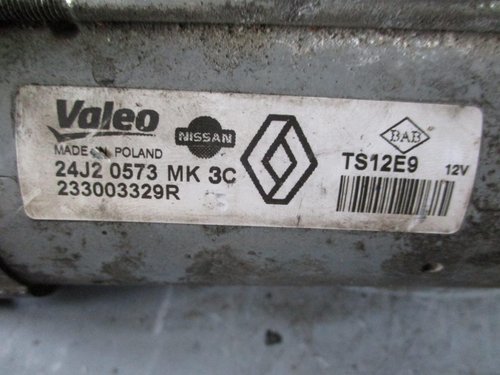 Valeo
NISSAN
BAB
MADE IN POLAND
TS12E9
12V
24J2 0573 MK 3C
233003329R